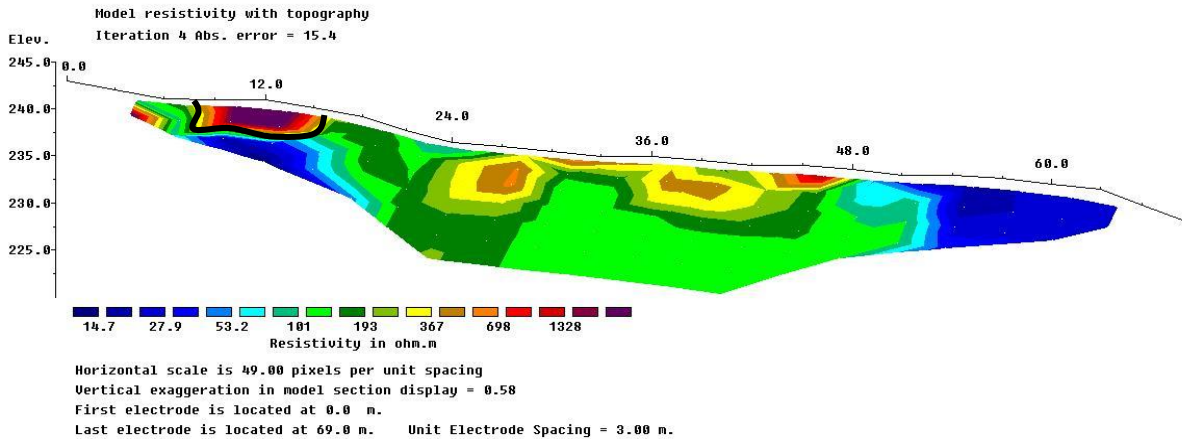 Model resistivity with topography
Iteration 4 Abs. error = 15.4
Elev.
245.0
240.0
235.0
230.0
225.0
0.0
12.0
24.0
36.0
48.0
60.0
14.7 27.9 53.2 101 193 367 698 1328
Resistivity in ohm.m
Horizontal scale is 49.00 pixels per unit spacing
Vertical exaggeration in model section display = 0.58
First electrode is located at 0.0 m.
Last electrode is located at 69.0 m. Unit Electrode Spacing = 3.00 m.